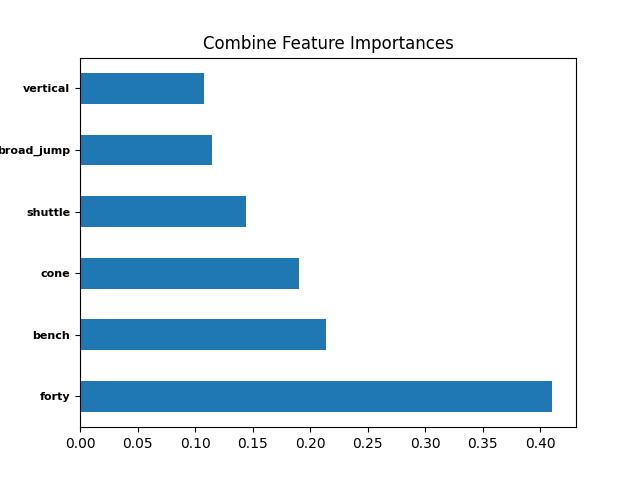 Combine Feature Importances
vertical
broad_jump
shuttle
cone
bench
forty
0.00 0.05 0.10 0.15 0.20 0.25 0.30 0.35 0.40